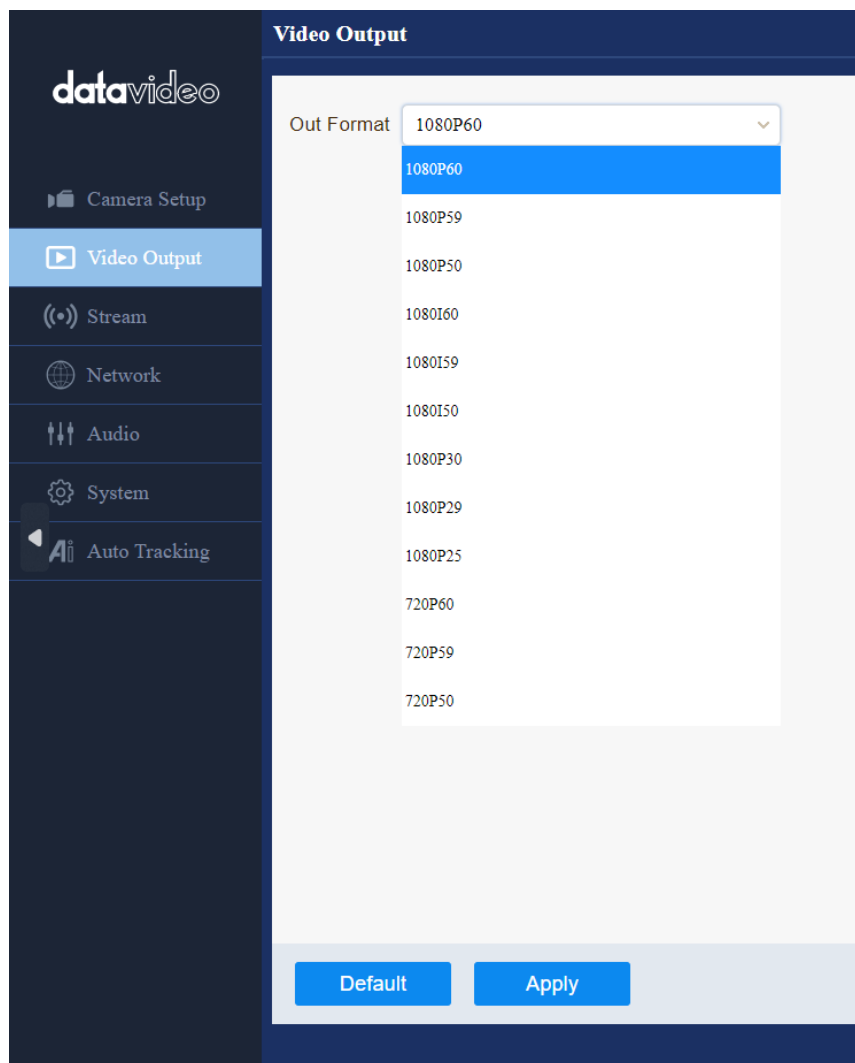 Video Output
datavideo
Out Format 1080P60
1080P60
Camera Setup
1080P59
Video Output
1080P50
Stream
1080I60
Network
1080I59
1080I50
Audio
1080P30
System
1080P29
Ai Auto Tracking
1080P25
720P60
720P59
720P50
Default Apply